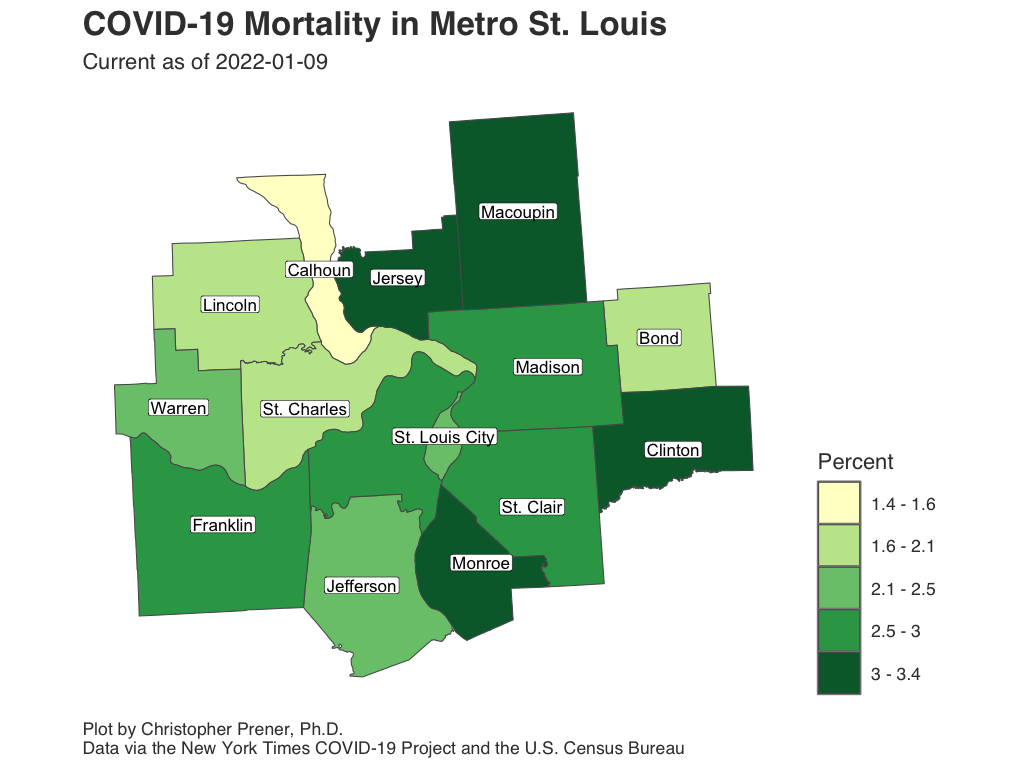 COVID-19 Mortality in Metro St. Louis
Current as of 2022-01-09
Macoupin
Calhoun
Jersey
Lincoln
Bond
Madison
Warren
St. Charles
St. Louis City
Clinton
St. Clair
Franklin
Monroe
Jefferson
Percent
1.4 - 1.6
1.6 - 2.1
2.1 - 2.5
2.5 - 3
3 - 3.4
Plot by Christopher Prener, Ph.D.
Data via the New York Times COVID-19 Project and the U.S. Census Bureau